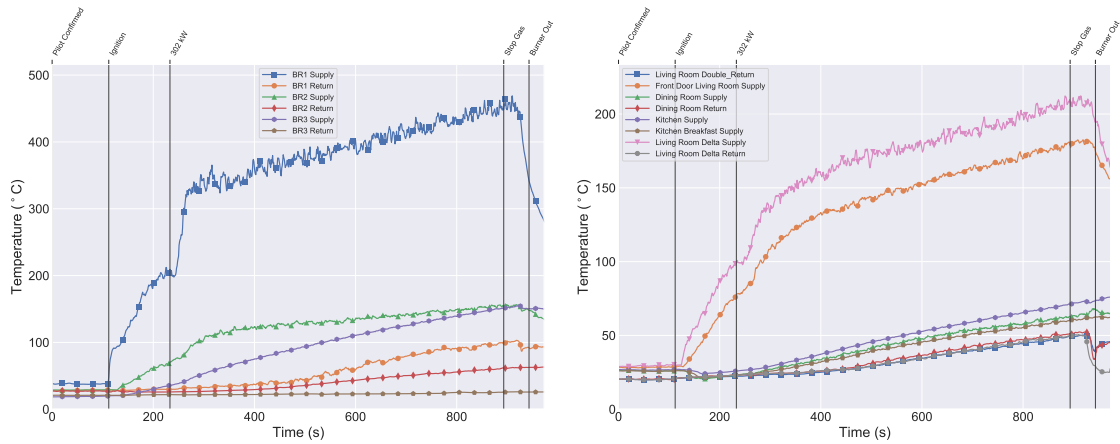 Pilot Confirmed
Ignition
302 kW
Stop Gas
Burner Out
BR1 Supply
BR1 Return
BR2 Supply
BR2 Return
BR3 Supply
BR3 Return
500
400
300
200
100
0
Temperature (°C)
0 200 400 600 800
Time (s)
Pilot Confirmed
Ignition
302 kW
Stop Gas
Burner Out
Living Room Double_Return
Front Door Living Room Supply
Dining Room Supply
Dining Room Return
Kitchen Supply
Kitchen Breakfast Supply
Living Room Delta Supply
Living Room Delta Return
200
150
100
50
0
Temperature (°C)
0 200 400 600 800
Time (s)